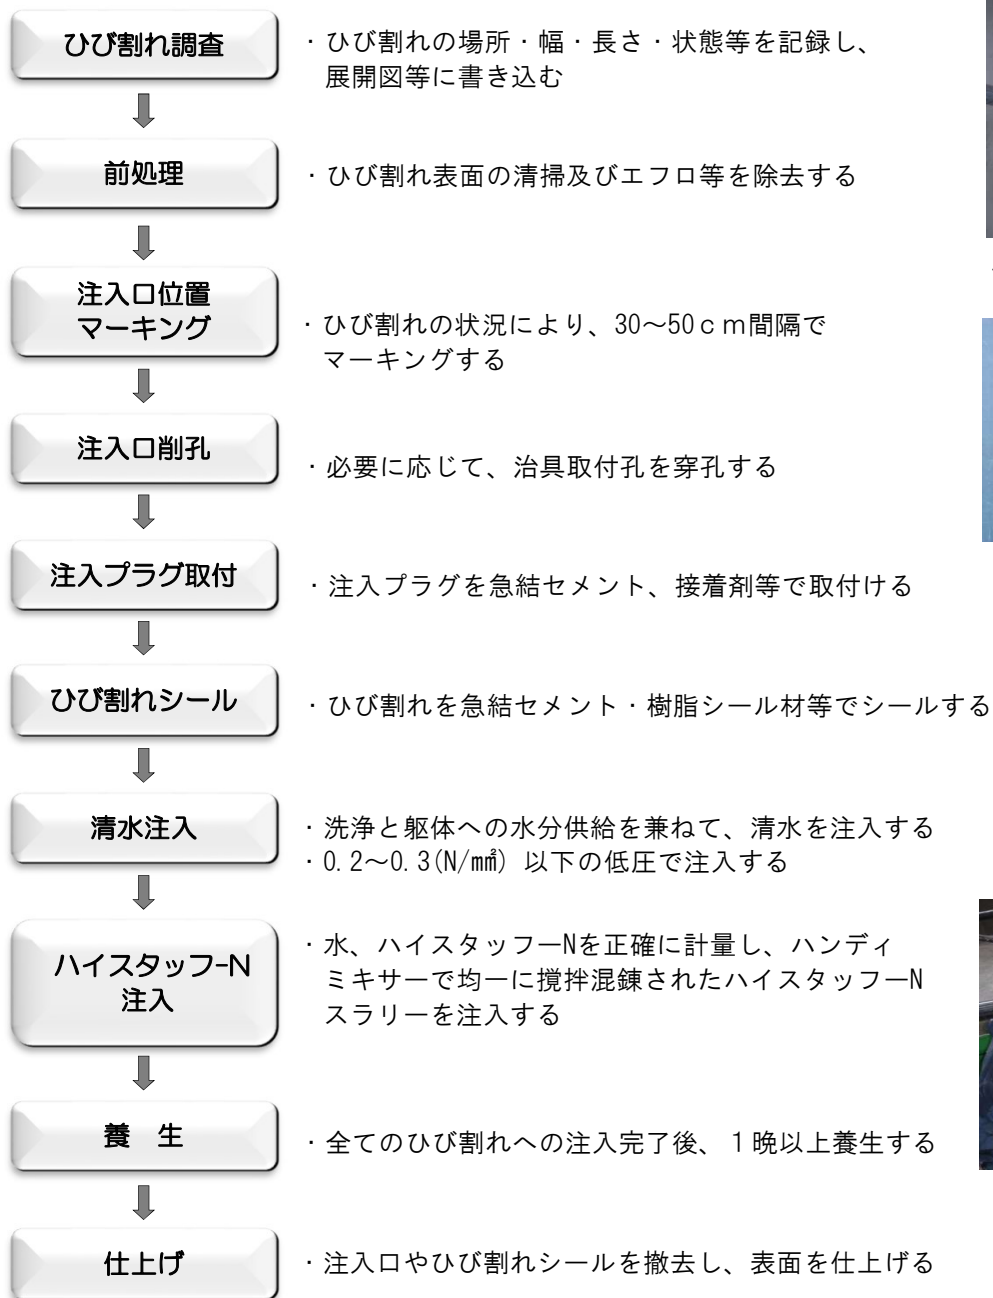 ひび割れ調査
・ひび割れの場所・幅・長さ・状態等を記録し、
展開図等に書き込む
前処理
・ひび割れ表面の清掃及びエフロ等を除去する
注入口位置
マーキング
・ひび割れの状況により、30～50ｃｍ間隔で
マーキングする
注入口削孔
・必要に応じて、治具取付孔を穿孔する
注入プラグ取付
・注入プラグを急結セメント、接着剤等で取付ける
ひび割れシール
・ひび割れを急結セメント・樹脂シール材等でシールする
清水注入
・洗浄と躯体への水分供給を兼ねて、清水を注入する
・0.2～0.3(N/mm²) 以下の低圧で注入する
ハイスタッフ-N
注入
・水、ハイスタッフーNを正確に計量し、ハンディ
ミキサーで均一に撹拌混錬されたハイスタッフーN
スラリーを注入する
養　生
・全てのひび割れへの注入完了後、１晩以上養生する
仕上げ
・注入口やひび割れシールを撤去し、表面を仕上げる